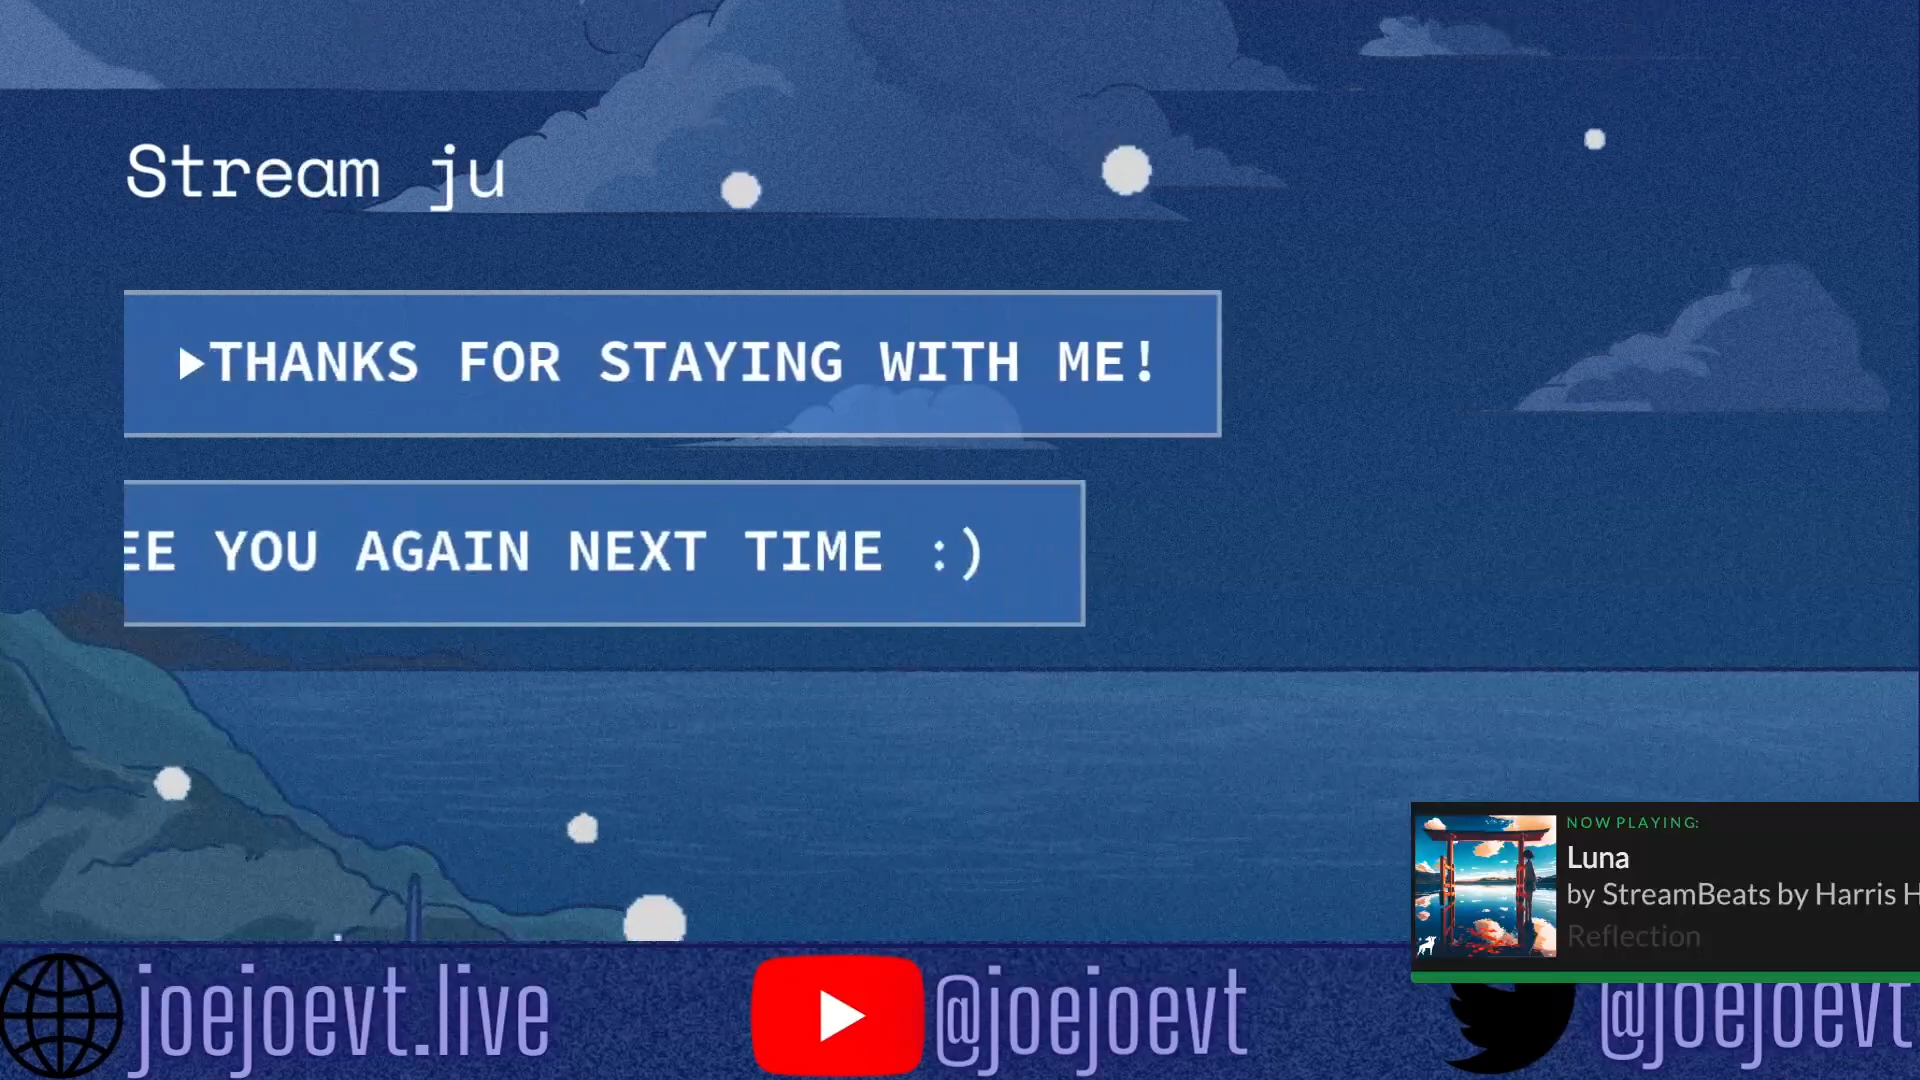 Stream ju
▶THANKS FOR STAYING WITH ME!
EE YOU AGAIN NEXT TIME :)
NOW PLAYING:
Luna
by StreamBeats by Harris H
Reflection
joejoevt.live
@joejoevt
@joejoevt